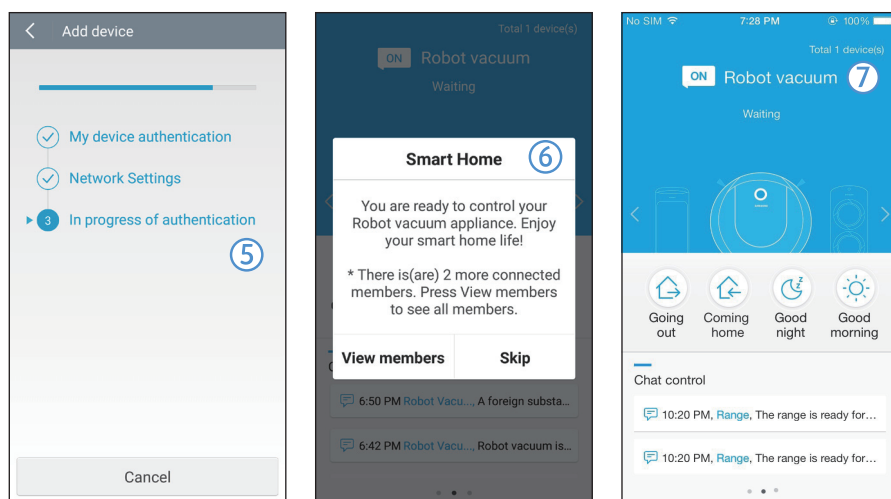 Add device
My device authentication
Network Settings
3 In progress of authentication
⑤
Cancel
Total 1 device(s)
ON Robot vacuum
Waiting
Smart Home ⑥
You are ready to control your
Robot vacuum appliance. Enjoy
your smart home life!
* There is(are) 2 more connected
members. Press View members
to see all members.
View members Skip
6:50 PM Robot Vacu..., A foreign substa...
6:42 PM Robot Vacu..., Robot vacuum is...
No SIM 7:28 PM 100%
Total 1 device(s)
ON Robot vacuum ⑦
Waiting
Going out
Coming home
Good night
Good morning
Chat control
10:20 PM, Range, The range is ready for...
10:20 PM, Range, The range is ready for...